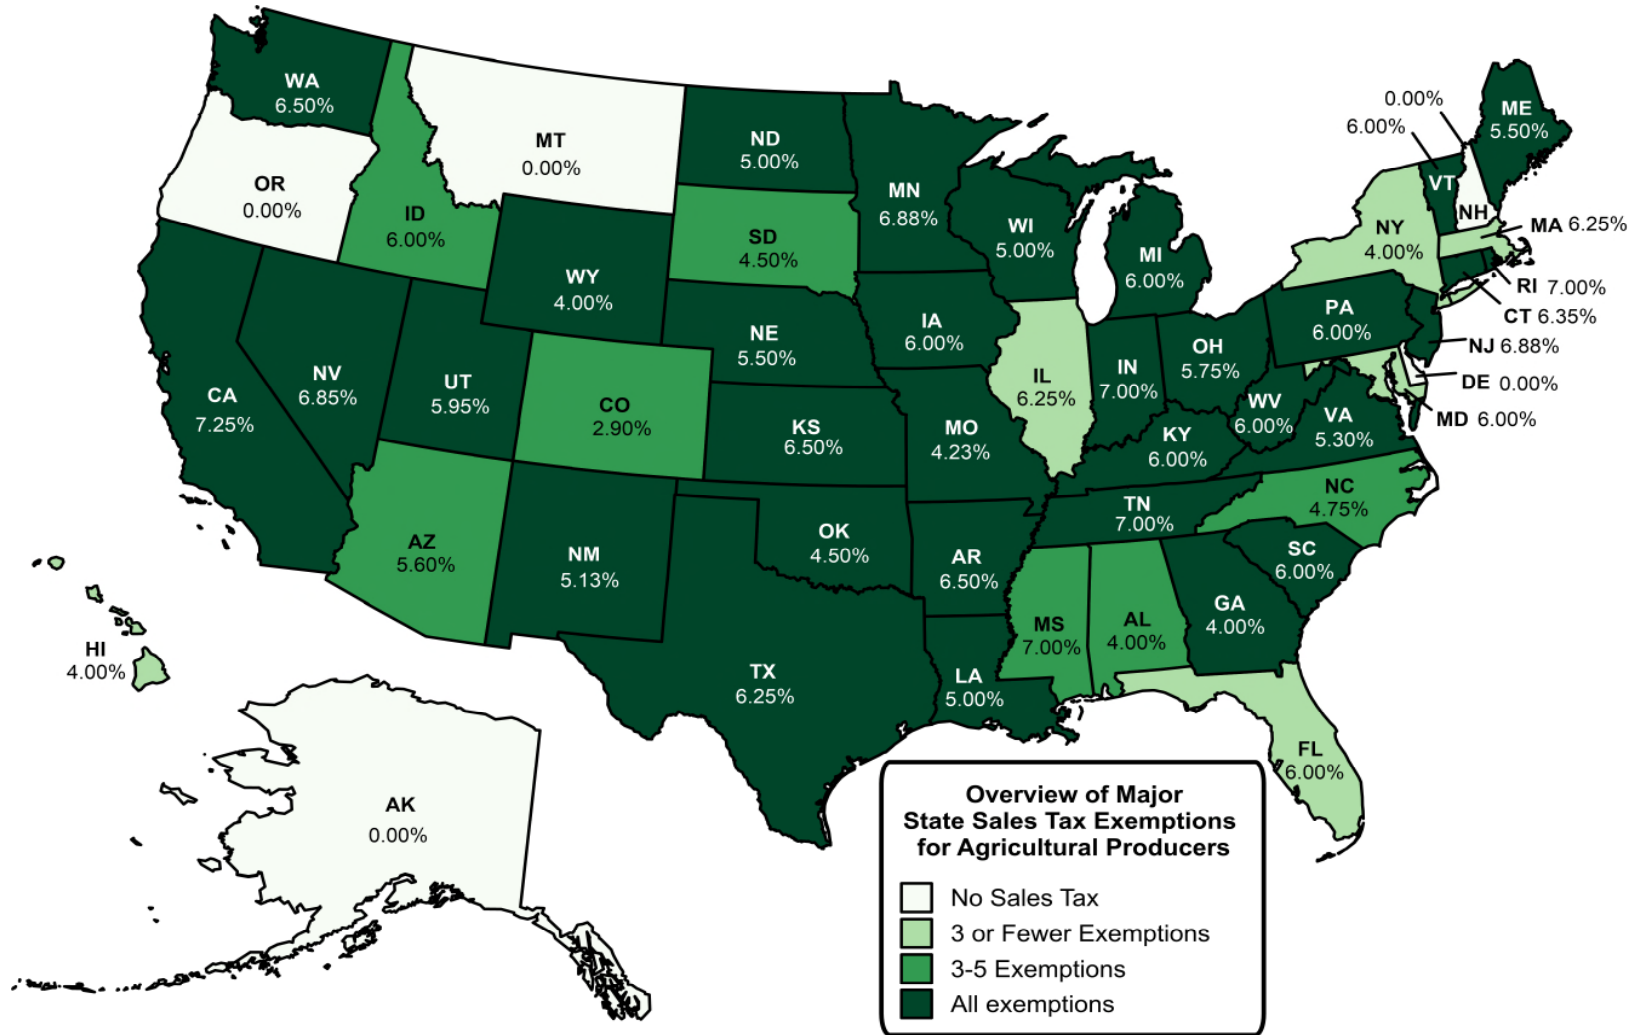 WA
6.50%
MT
0.00%
OR
0.00%
ID
6.00%
ND
5.00%
MN
6.88%
SD
4.50%
WY
4.00%
WI
5.00%
MI
6.00%
0.00%
6.00%
ME
5.50%
VT
NH
NY
4.00%
MA 6.25%
RI 7.00%
CT 6.35%
NJ 6.88%
DE 0.00%
MD 6.00%
PA
6.00%
CA
7.25%
NV
6.85%
UT
5.95%
CO
2.90%
NE
5.50%
IA
6.00%
KS
6.50%
MO
4.23%
IL
6.25%
IN
7.00%
OH
5.75%
WV
6.00%
VA
5.30%
KY
6.00%
TN
7.00%
NC
4.75%
AZ
5.60%
NM
5.13%
OK
4.50%
AR
6.50%
SC
6.00%
GA
4.00%
MS
7.00%
AL
4.00%
TX
6.25%
LA
5.00%
FL
6.00%
HI
4.00%
AK
0.00%
Overview of Major
State Sales Tax Exemptions
for Agricultural Producers
No Sales Tax
3 or Fewer Exemptions
3-5 Exemptions
All exemptions